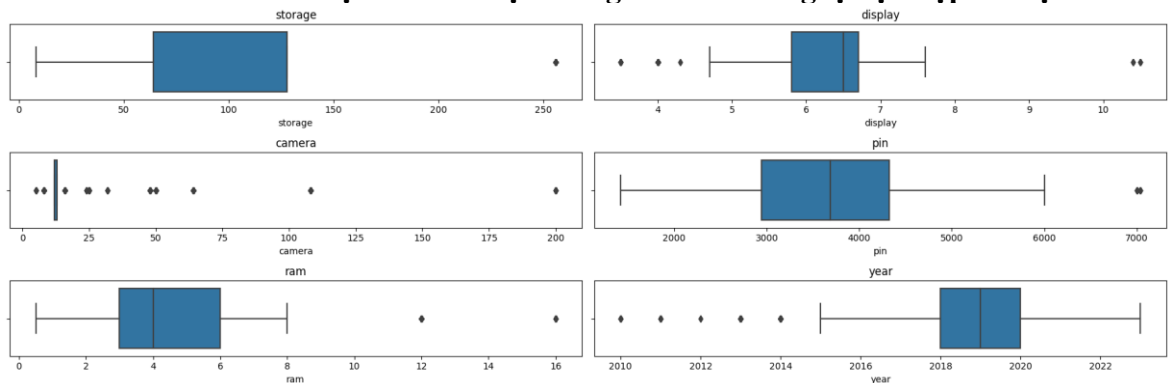 storage
0 50 100 150 200 250
storage
display
4 5 6 7 8 9 10
display
camera
0 25 50 75 100 125 150 175 200
camera
pin
2000 3000 4000 5000 6000 7000
pin
ram
0 2 4 6 8 10 12 14 16
ram
year
2010 2012 2014 2016 2018 2020 2022
year